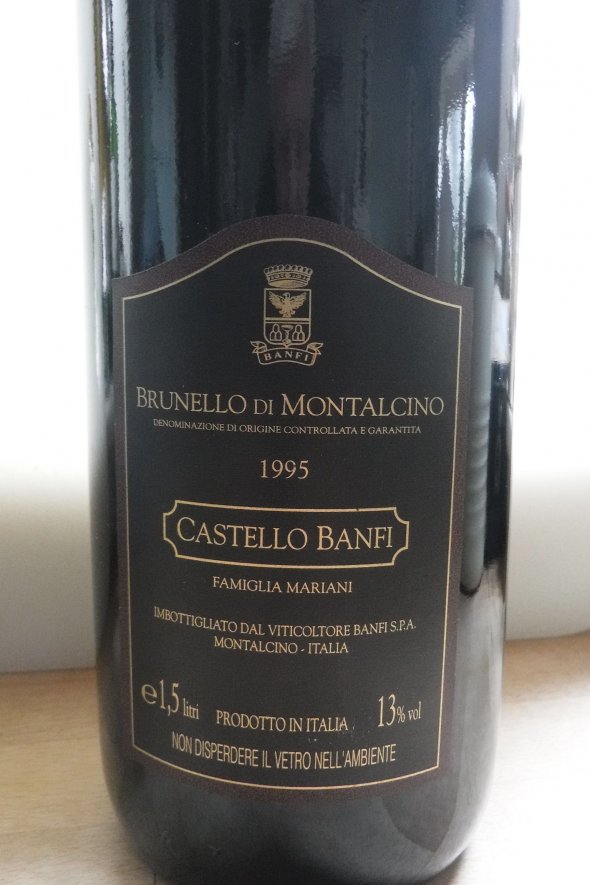 BANFI
BRUNELLO DI MONTALCINO
DENOMINAZIONE DI ORIGINE CONTROLLATA E GARANTITA
1995
CASTELLO BANFI
FAMIGLIA MARIANI
IMBOTTIGLIATO DAL VITICOLTORE BANFI S.P.A.
MONTALCINO - ITALIA
e1,5 litri PRODOTTO IN ITALIA 13% vol
NON DISPERDERE IL VETRO NELL'AMBIENTE